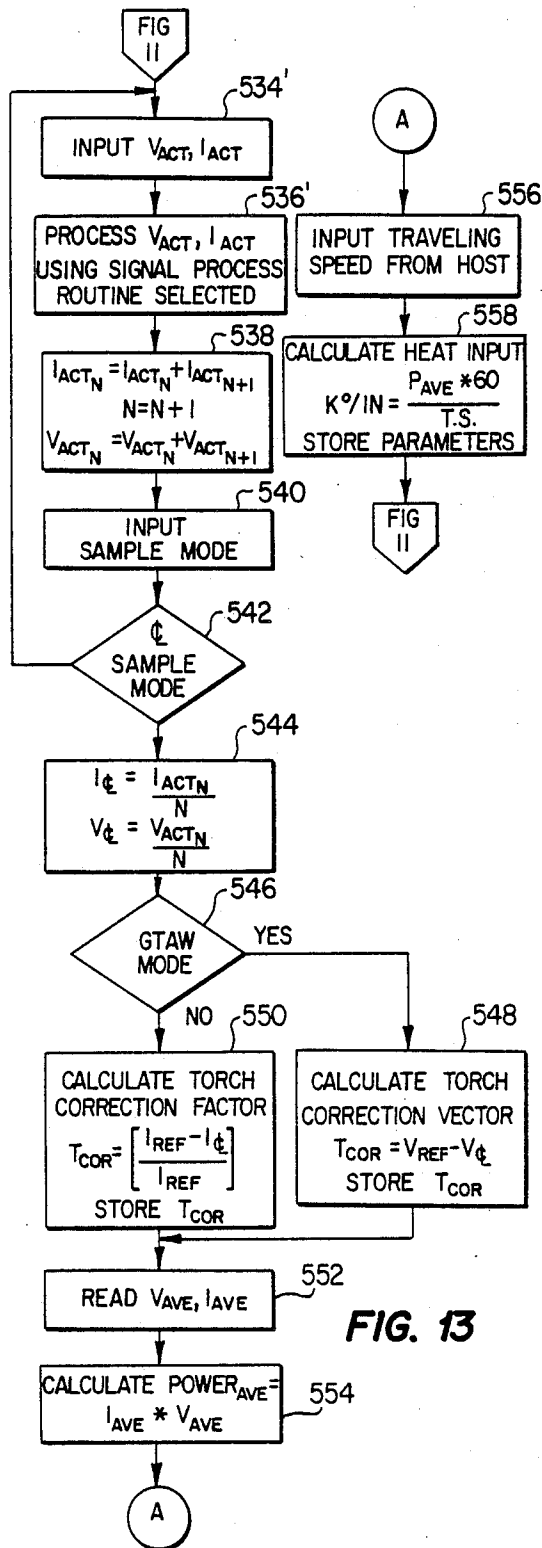 FIG
11
534'
INPUT V_ACT, I_ACT
536'
PROCESS V_ACT, I_ACT
USING SIGNAL PROCESS
ROUTINE SELECTED
538
I_ACT_N = I_ACT_N + I_ACT_N+1
N=N+1
V_ACT_N = V_ACT_N + V_ACT_N+1
540
INPUT
SAMPLE MODE
542
℄
SAMPLE
MODE
544
I_℄ = I_ACT_N / N
V_℄ = V_ACT_N / N
546
GTAW
MODE
YES
NO
550
CALCULATE TORCH
CORRECTION FACTOR
T_COR = [ I_REF - I_℄ / I_REF ]
STORE T_COR
548
CALCULATE TORCH
CORRECTION VECTOR
T_COR = V_REF - V_℄
STORE T_COR
READ V_AVE, I_AVE
552
CALCULATE POWER_AVE =
I_AVE * V_AVE
554
A
A
556
INPUT TRAVELING
SPEED FROM HOST
558
CALCULATE HEAT INPUT
K°/IN = P_AVE * 60 / T.S.
STORE PARAMETERS
FIG
11
FIG. 13